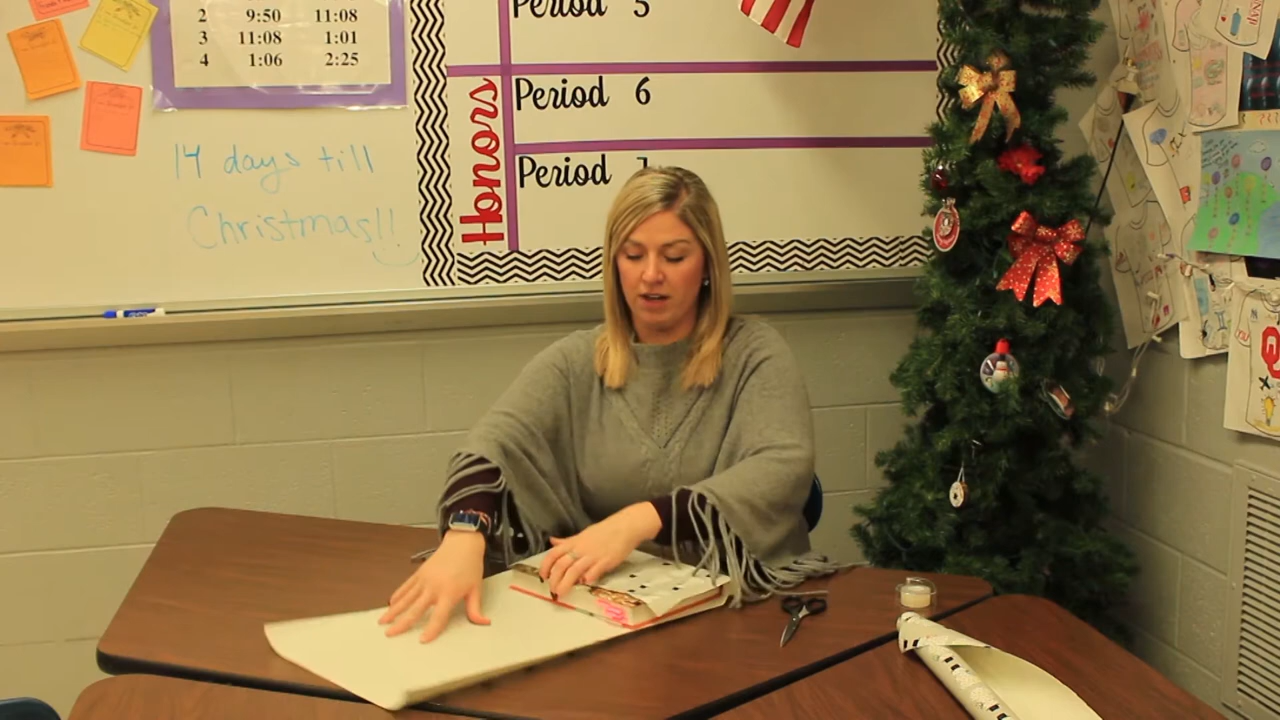 2 9:50 11:08
3 11:08 1:01
4 1:06 2:25
14 days till
Christmas!!
Honors
Period 5
Period 6
Period